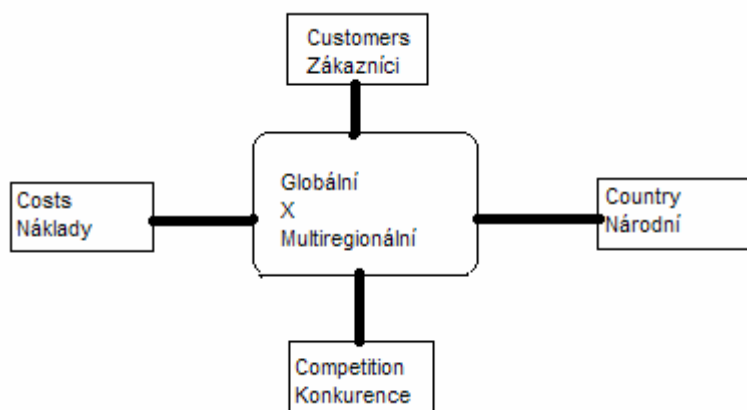 Customers
Zákazníci
Costs
Náklady
Globální
X
Multiregionální
Country
Národní
Competition
Konkurence